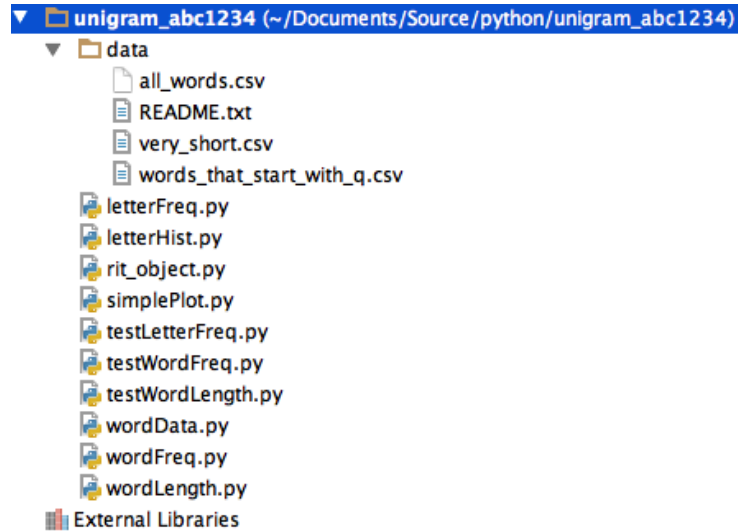 unigram_abc1234 (~/Documents/Source/python/unigram_abc1234)
data
all_words.csv
README.txt
very_short.csv
words_that_start_with_q.csv
letterFreq.py
letterHist.py
rit_object.py
simplePlot.py
testLetterFreq.py
testWordFreq.py
testWordLength.py
wordData.py
wordFreq.py
wordLength.py
External Libraries